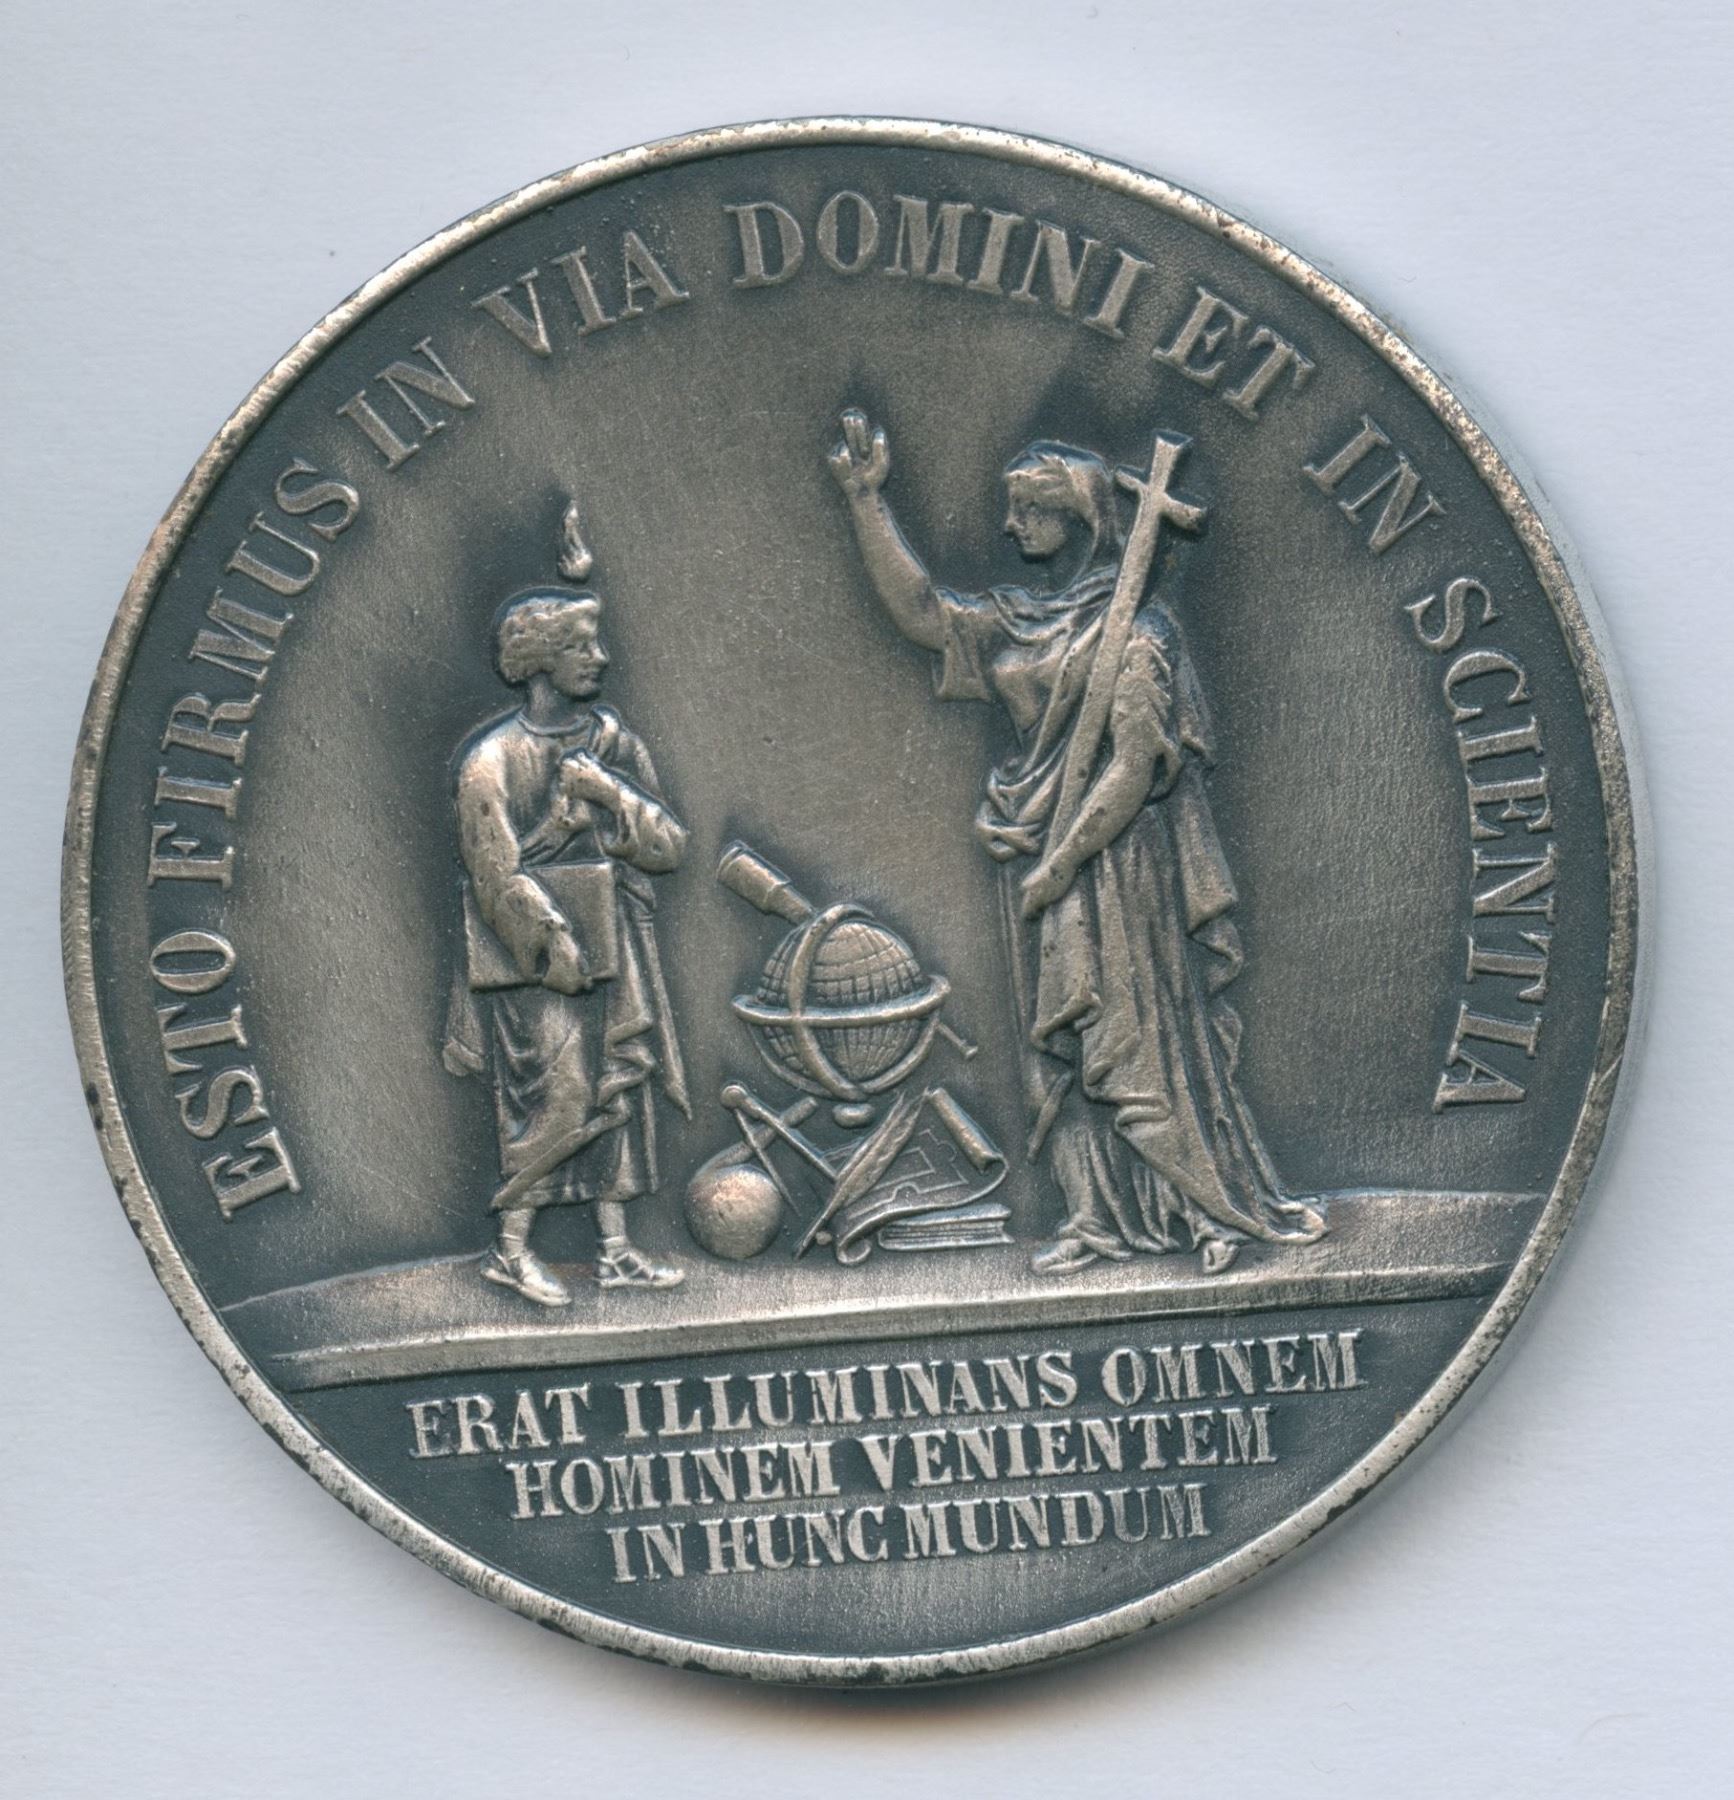 ESTO FIRMUS IN VIA DOMINI ET IN SCIENTIA
ERAT ILLUMINANS OMNEM
HOMINEM VENIENTEM
IN HUNC MUNDUM